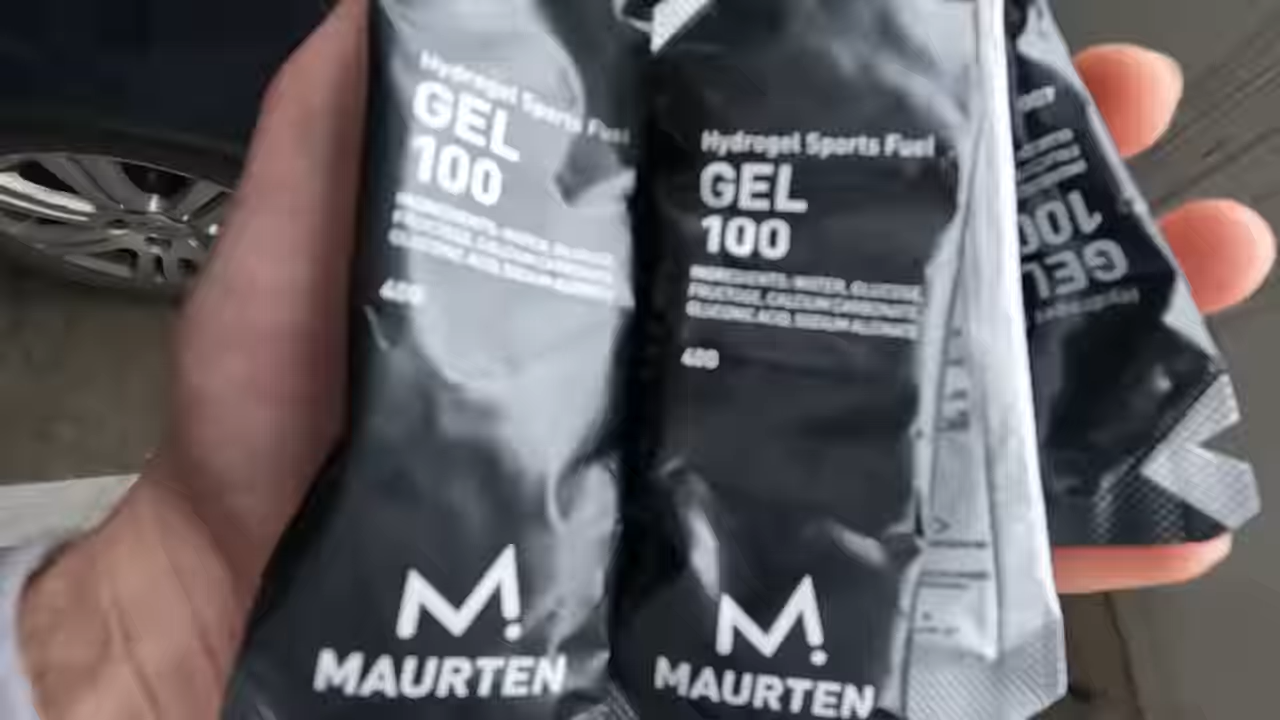 Hydrogel Sports Fuel
GEL
100
INGREDIENTS: WATER, GLUCOSE,
FRUCTOSE, CALCIUM CARBONATE,
GLUCONIC ACID, SODIUM ALGINATE
40G
M
MAURTEN
Hydrogel Sports Fuel
GEL
100
INGREDIENTS: WATER, GLUCOSE,
FRUCTOSE, CALCIUM CARBONATE,
GLUCONIC ACID, SODIUM ALGINATE
40G
M
MAURTEN
GEL
100